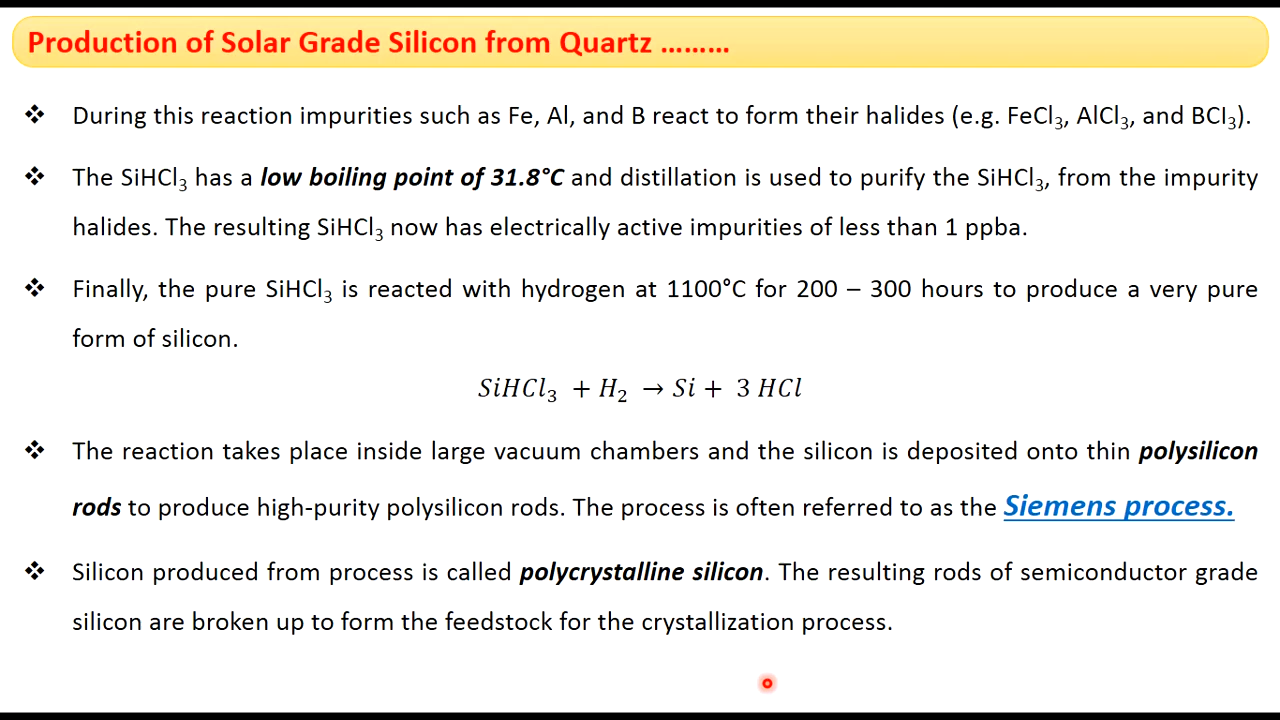 Production of Solar Grade Silicon from Quartz .........
❖ During this reaction impurities such as Fe, Al, and B react to form their halides (e.g. FeCl₃, AlCl₃, and BCl₃).
❖ The SiHCl₃ has a low boiling point of 31.8°C and distillation is used to purify the SiHCl₃, from the impurity
halides. The resulting SiHCl₃ now has electrically active impurities of less than 1 ppba.
❖ Finally, the pure SiHCl₃ is reacted with hydrogen at 1100°C for 200 – 300 hours to produce a very pure
form of silicon.
SiHCl₃ + H₂ → Si + 3 HCl
❖ The reaction takes place inside large vacuum chambers and the silicon is deposited onto thin polysilicon
rods to produce high-purity polysilicon rods. The process is often referred to as the Siemens process.
❖ Silicon produced from process is called polycrystalline silicon. The resulting rods of semiconductor grade
silicon are broken up to form the feedstock for the crystallization process.